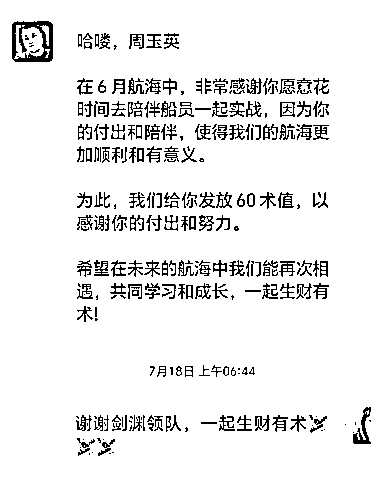 哈喽，周玉英
在6月航海中，非常感谢你愿意花
时间去陪伴船员一起实战，因为你
的付出和陪伴，使得我们的航海更
加顺利和有意义。
为此，我们给你发放60术值，以
感谢你的付出和努力。
希望在未来的航海中我们能再次相
遇，共同学习和成长，一起生财有
术!
7月18日 上午06:44
谢谢剑渊领队，一起生财有术